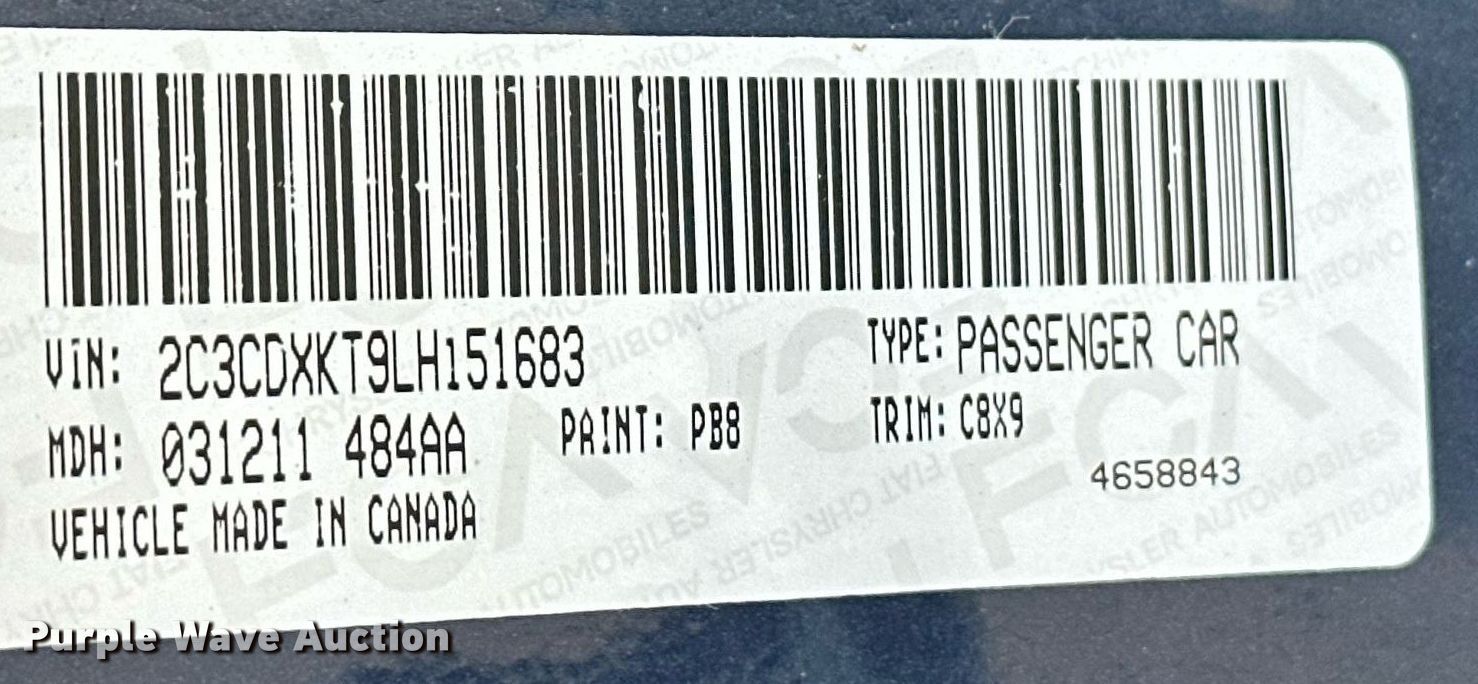 VIN: 2C3CDXKT9LH151683
TYPE: PASSENGER CAR
MDH: 031211 484AA
PAINT: PB8
TRIM: C8X9
4658843
VEHICLE MADE IN CANADA
Purple Wave Auction